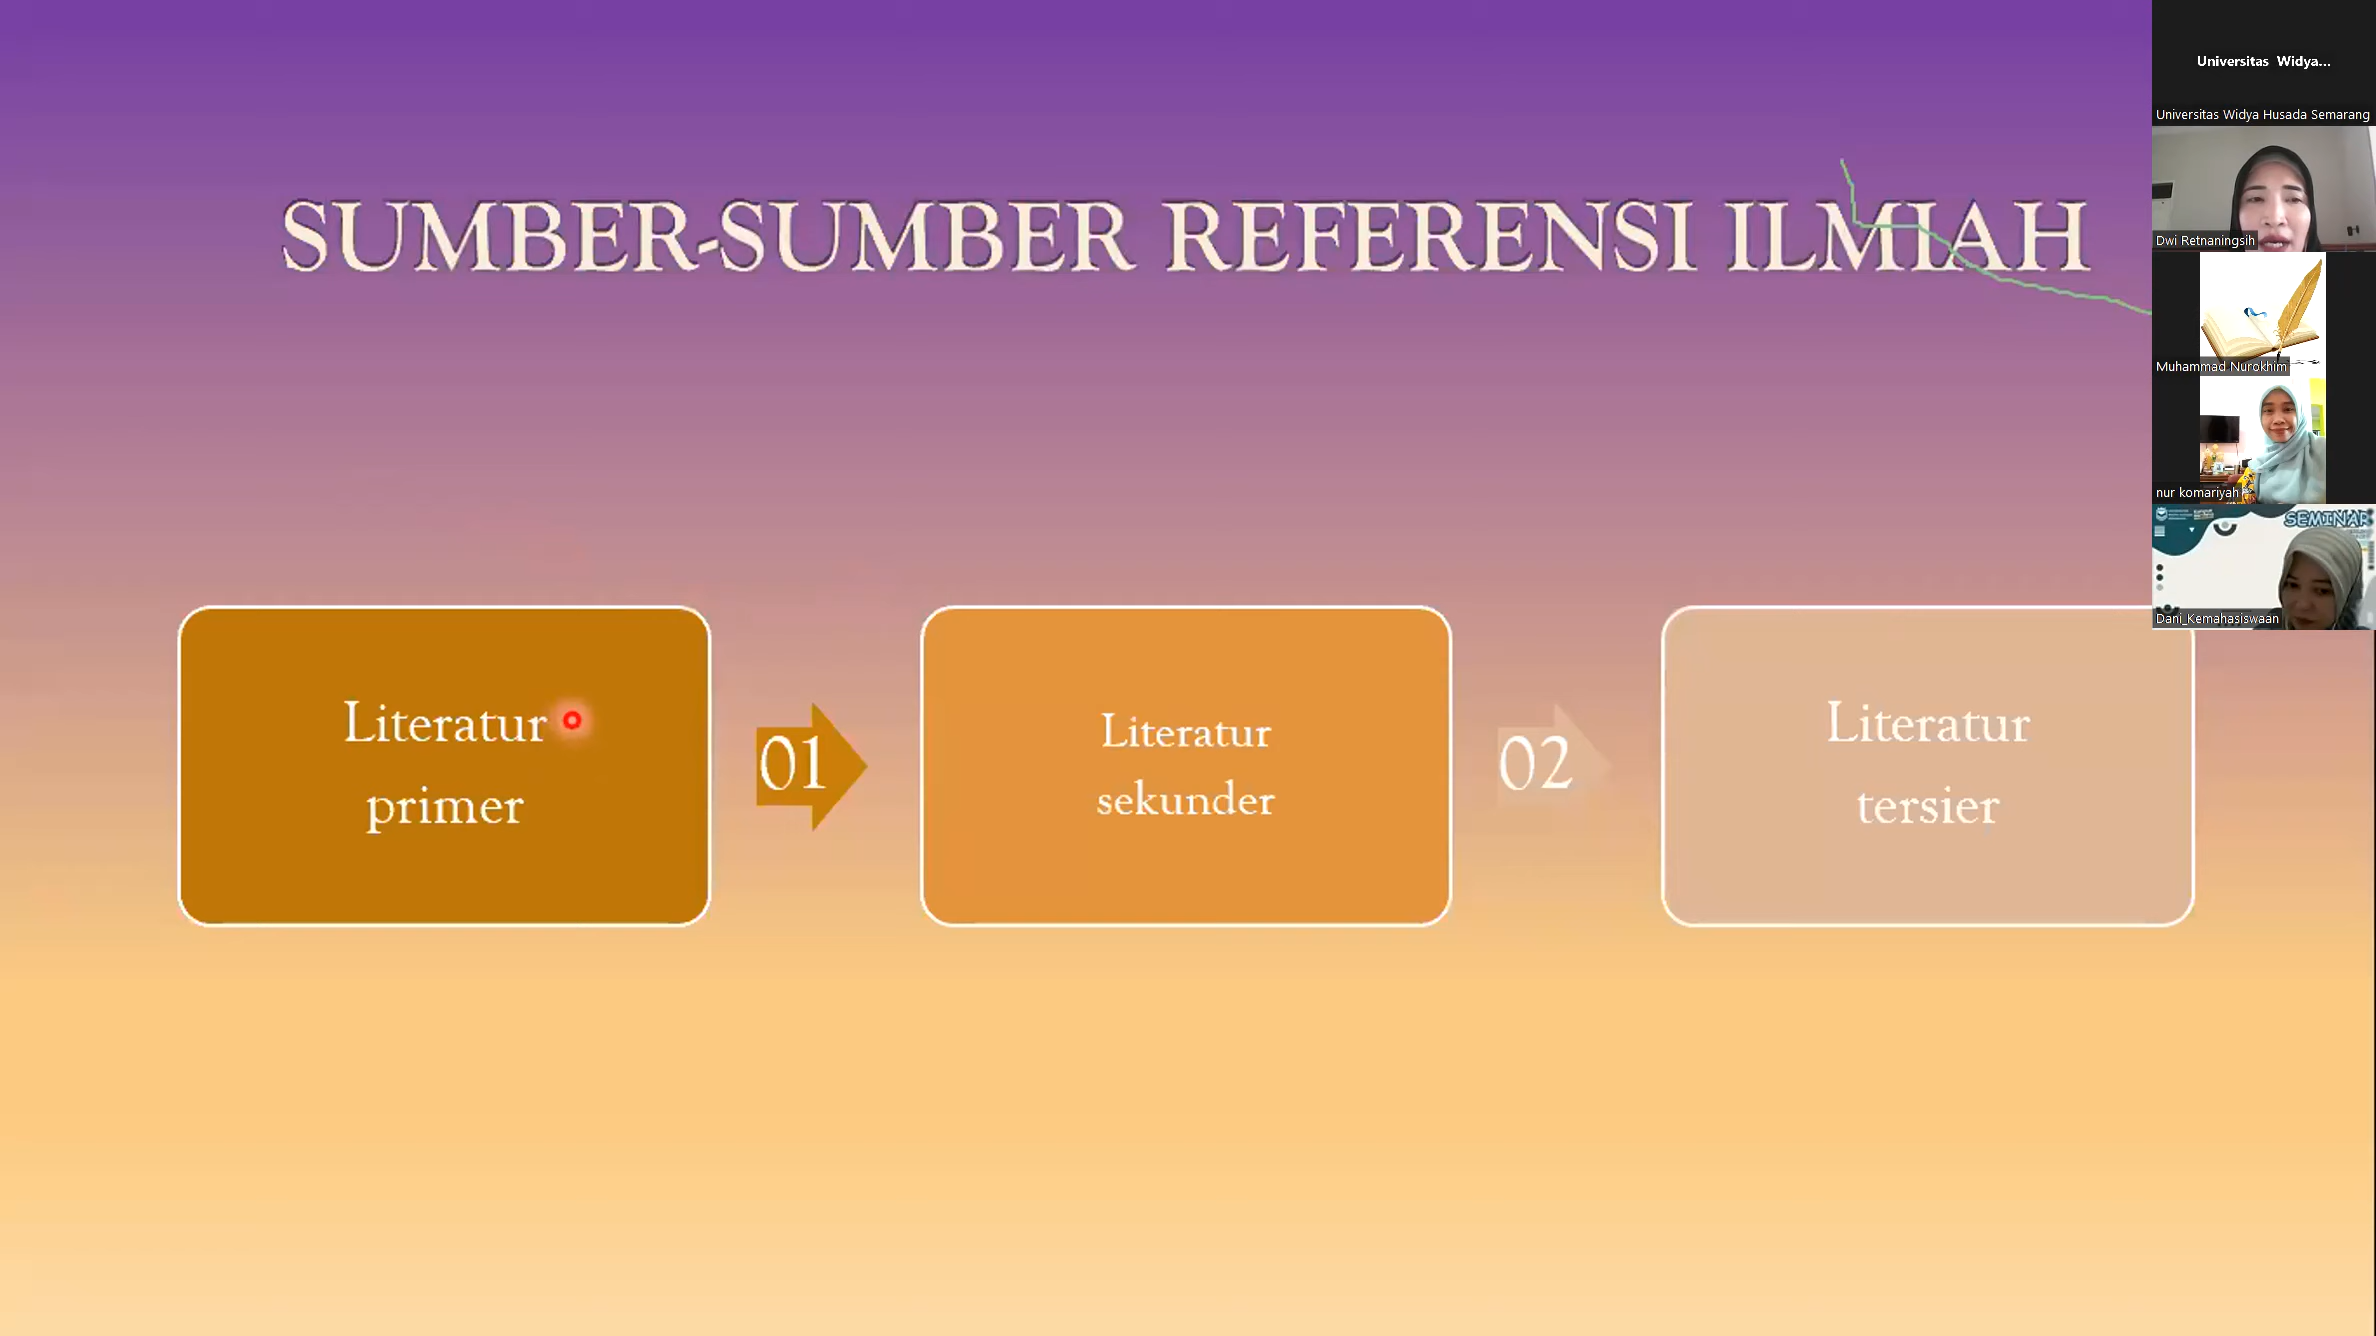 SUMBER-SUMBER REFERENSI ILMIAH
Literatur
primer
01
Literatur
sekunder
02
Literatur
tersier
Universitas Widya...
Universitas Widya Husada Semarang
Dwi Retnaningsih
Muhammad Nurokhim
nur komariyah
SEMINAR
Dani_Kemahasiswaan